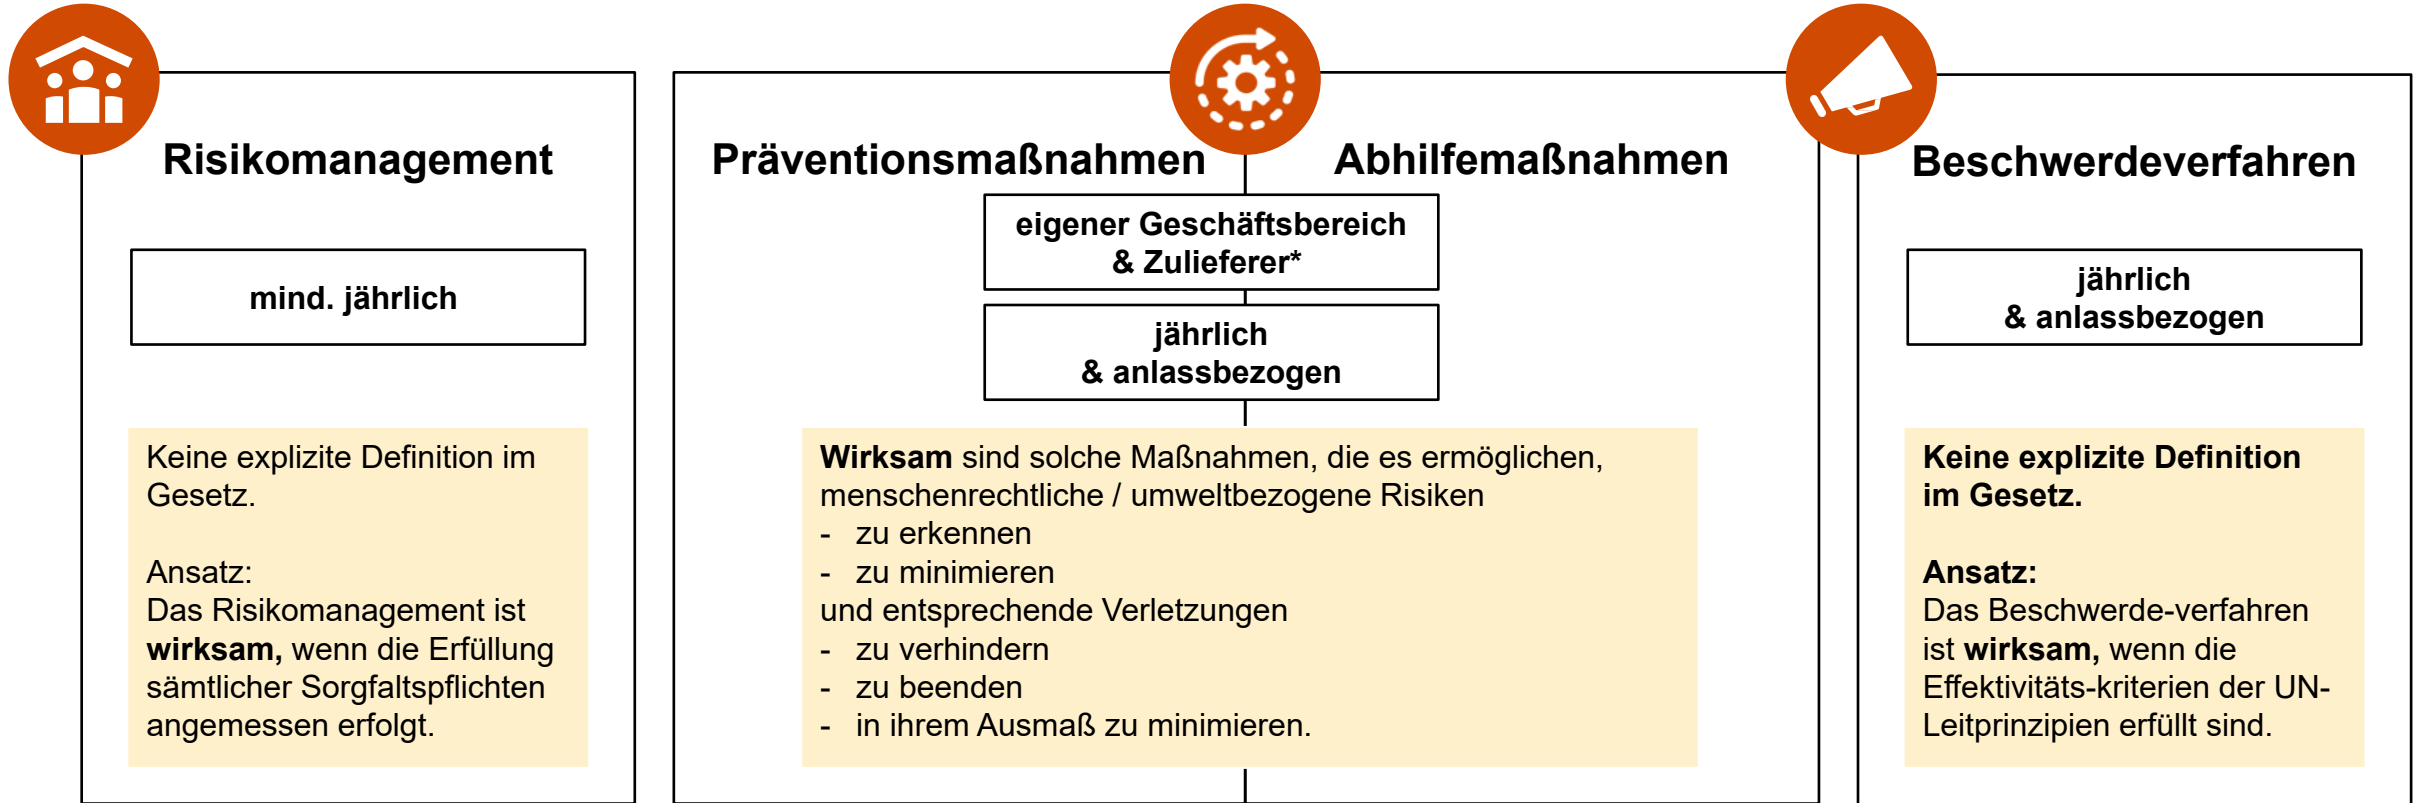 Risikomanagement
mind. jährlich
Keine explizite Definition im
Gesetz.
Ansatz:
Das Risikomanagement ist
wirksam, wenn die Erfüllung
sämtlicher Sorgfaltspflichten
angemessen erfolgt.
Präventionsmaßnahmen
Abhilfemaßnahmen
eigener Geschäftsbereich
& Zulieferer*
jährlich
& anlassbezogen
Wirksam sind solche Maßnahmen, die es ermöglichen,
menschenrechtliche / umweltbezogene Risiken
- zu erkennen
- zu minimieren
und entsprechende Verletzungen
- zu verhindern
- zu beenden
- in ihrem Ausmaß zu minimieren.
Beschwerdeverfahren
jährlich
& anlassbezogen
Keine explizite Definition
im Gesetz.
Ansatz:
Das Beschwerde-verfahren
ist wirksam, wenn die
Effektivitäts-kriterien der UN-
Leitprinzipien erfüllt sind.